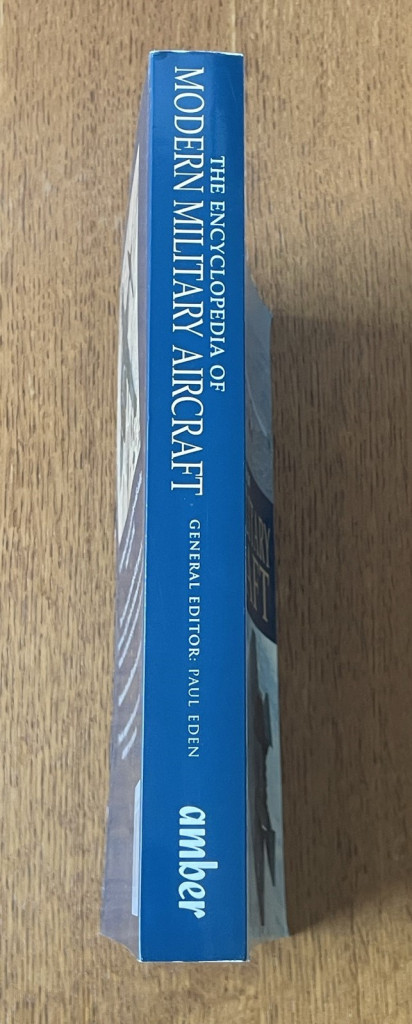 THE ENCYCLOPEDIA OF
MODERN MILITARY AIRCRAFT
GENERAL EDITOR: PAUL EDEN
amber